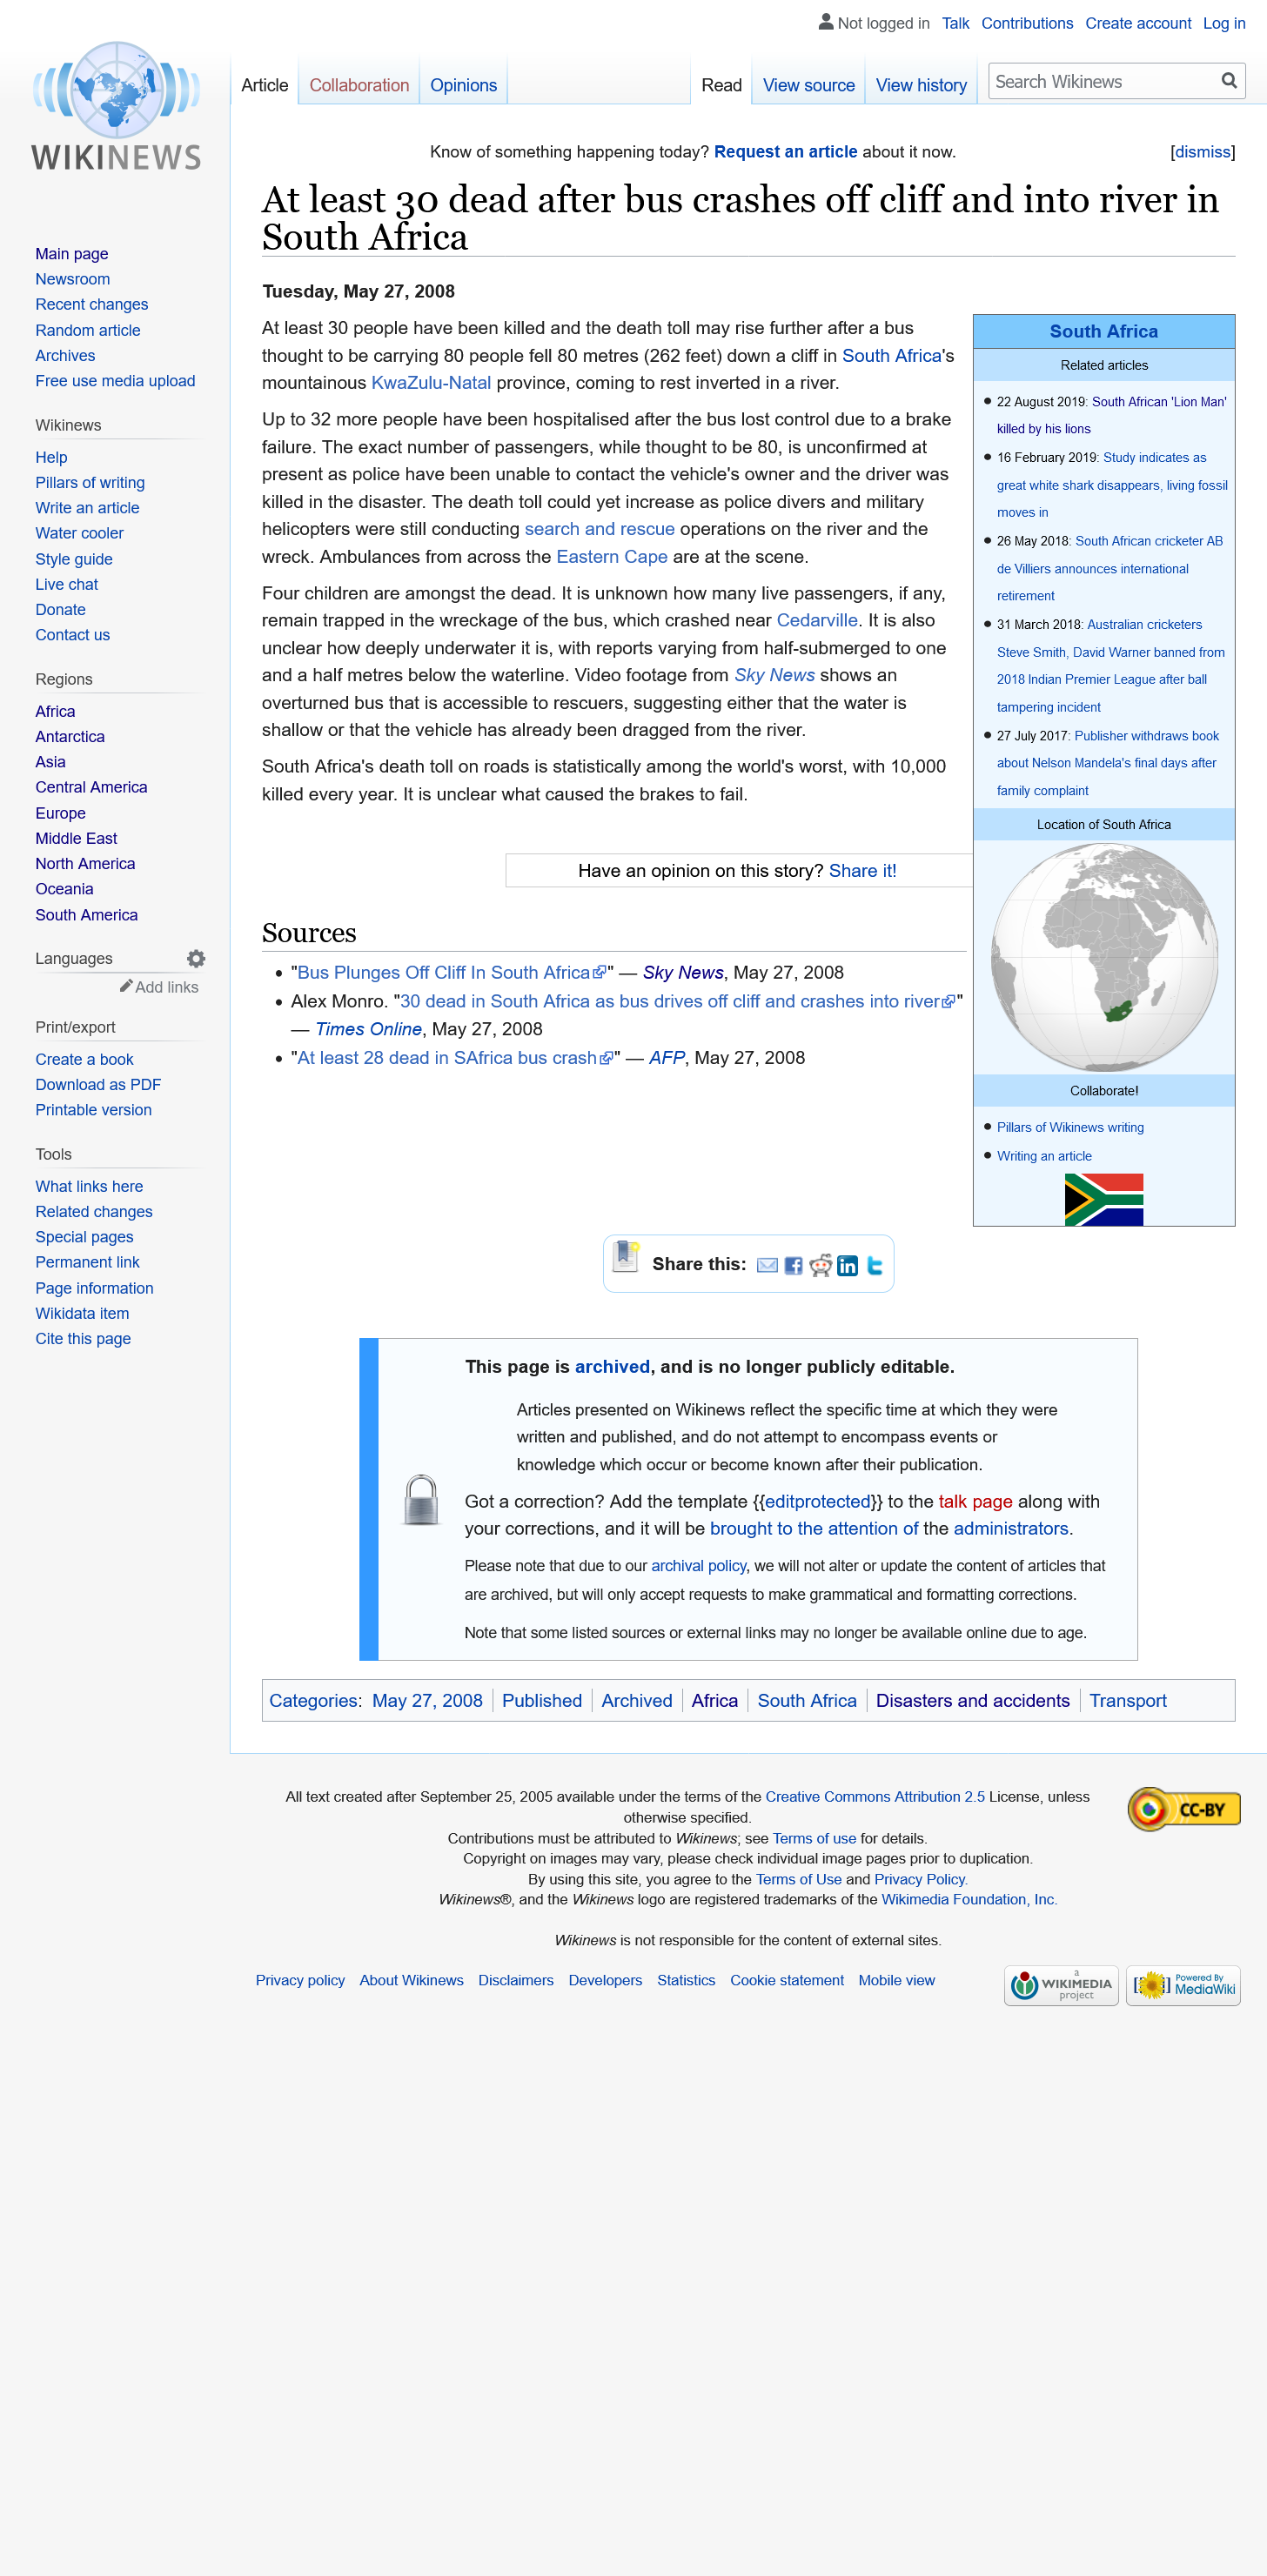 Not logged in Talk Contributions Create account Log in
Article Collaboration Opinions Read View source View history Search Wikinews
WIKINEWS
Know of something happening today? Request an article about it now. [dismiss]
At least 30 dead after bus crashes off cliff and into river in
South Africa
Tuesday, May 27, 2008
At least 30 people have been killed and the death toll may rise further after a bus
thought to be carrying 80 people fell 80 metres (262 feet) down a cliff in South Africa's
mountainous KwaZulu-Natal province, coming to rest inverted in a river.
Up to 32 more people have been hospitalised after the bus lost control due to a brake
failure. The exact number of passengers, while thought to be 80, is unconfirmed at
present as police have been unable to contact the vehicle's owner and the driver was
killed in the disaster. The death toll could yet increase as police divers and military
helicopters were still conducting search and rescue operations on the river and the
wreck. Ambulances from across the Eastern Cape are at the scene.
Four children are amongst the dead. It is unknown how many live passengers, if any,
remain trapped in the wreckage of the bus, which crashed near Cedarville. It is also
unclear how deeply underwater it is, with reports varying from half-submerged to one
and a half metres below the waterline. Video footage from Sky News shows an
overturned bus that is accessible to rescuers, suggesting either that the water is
shallow or that the vehicle has already been dragged from the river.
South Africa's death toll on roads is statistically among the world's worst, with 10,000
killed every year. It is unclear what caused the brakes to fail.
Have an opinion on this story? Share it!
Sources
"Bus Plunges Off Cliff In South Africa" — Sky News, May 27, 2008
Alex Monro. "30 dead in South Africa as bus drives off cliff and crashes into river"
— Times Online, May 27, 2008
"At least 28 dead in SAfrica bus crash" — AFP, May 27, 2008
South Africa
Related articles
22 August 2019: South African 'Lion Man'
killed by his lions
16 February 2019: Study indicates as
great white shark disappears, living fossil
moves in
26 May 2018: South African cricketer AB
de Villiers announces international
retirement
31 March 2018: Australian cricketers
Steve Smith, David Warner banned from
2018 Indian Premier League after ball
tampering incident
27 July 2017: Publisher withdraws book
about Nelson Mandela's final days after
family complaint
Location of South Africa
Collaborate!
Pillars of Wikinews writing
Writing an article
Share this:
This page is archived, and is no longer publicly editable.
Articles presented on Wikinews reflect the specific time at which they were
written and published, and do not attempt to encompass events or
knowledge which occur or become known after their publication.
Got a correction? Add the template {{editprotected}} to the talk page along with
your corrections, and it will be brought to the attention of the administrators.
Please note that due to our archival policy, we will not alter or update the content of articles that
are archived, but will only accept requests to make grammatical and formatting corrections.
Note that some listed sources or external links may no longer be available online due to age.
Categories: May 27, 2008 Published Archived Africa South Africa Disasters and accidents Transport
Main page
Newsroom
Recent changes
Random article
Archives
Free use media upload
Wikinews
Help
Pillars of writing
Write an article
Water cooler
Style guide
Live chat
Donate
Contact us
Regions
Africa
Antarctica
Asia
Central America
Europe
Middle East
North America
Oceania
South America
Languages
Add links
Print/export
Create a book
Download as PDF
Printable version
Tools
What links here
Related changes
Special pages
Permanent link
Page information
Wikidata item
Cite this page
All text created after September 25, 2005 available under the terms of the Creative Commons Attribution 2.5 License, unless
otherwise specified.
Contributions must be attributed to Wikinews; see Terms of use for details.
Copyright on images may vary, please check individual image pages prior to duplication.
By using this site, you agree to the Terms of Use and Privacy Policy.
Wikinews®, and the Wikinews logo are registered trademarks of the Wikimedia Foundation, Inc.
Wikinews is not responsible for the content of external sites.
CC-BY
Privacy policy About Wikinews Disclaimers Developers Statistics Cookie statement Mobile view
a
WIKIMEDIA
project
Powered By
MediaWiki